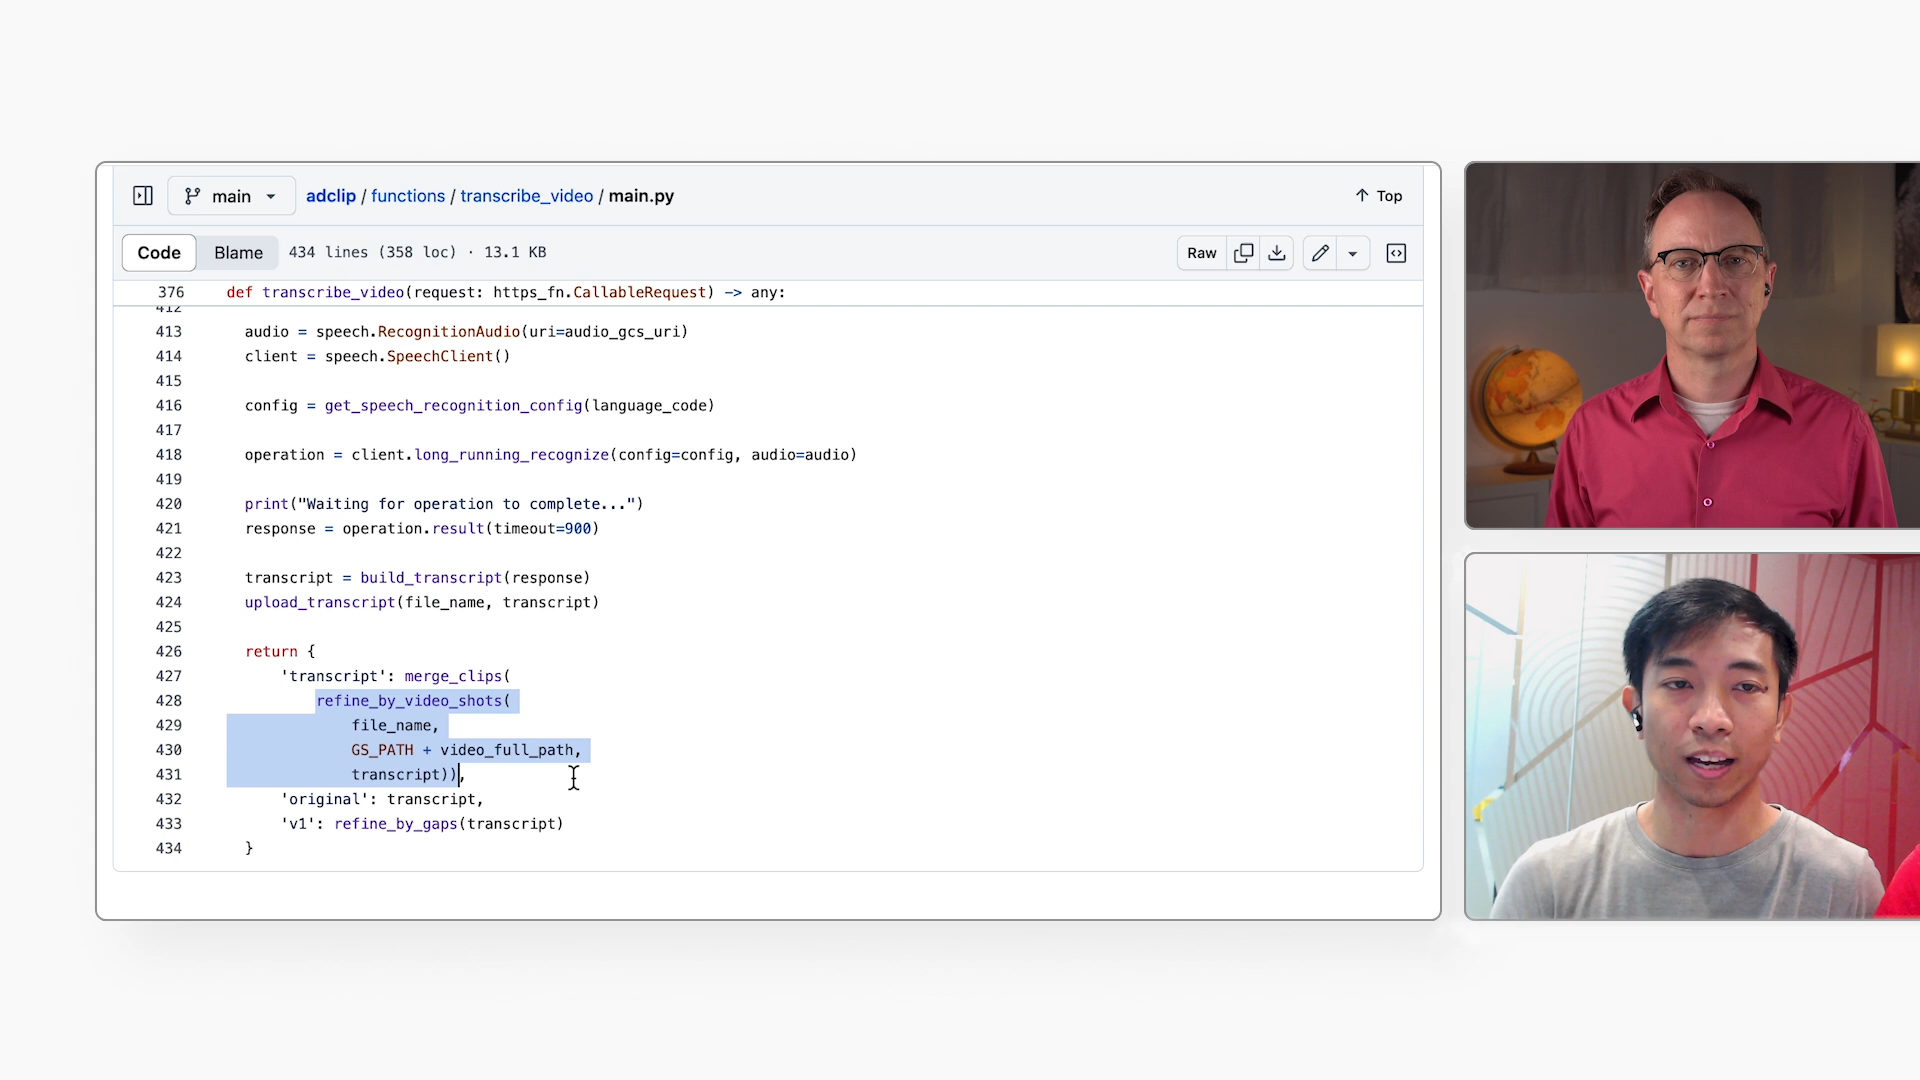 main
adclip / functions / transcribe_video / main.py
Top
Code Blame 434 lines (358 loc) · 13.1 KB
Raw
376 def transcribe_video(request: https_fn.CallableRequest) -> any:
412
413 audio = speech.RecognitionAudio(uri=audio_gcs_uri)
414 client = speech.SpeechClient()
415
416 config = get_speech_recognition_config(language_code)
417
418 operation = client.long_running_recognize(config=config, audio=audio)
419
420 print("Waiting for operation to complete...")
421 response = operation.result(timeout=900)
422
423 transcript = build_transcript(response)
424 upload_transcript(file_name, transcript)
425
426 return {
427 'transcript': merge_clips(
428 refine_by_video_shots(
429 file_name,
430 GS_PATH + video_full_path,
431 transcript)),
432 'original': transcript,
433 'v1': refine_by_gaps(transcript)
434 }